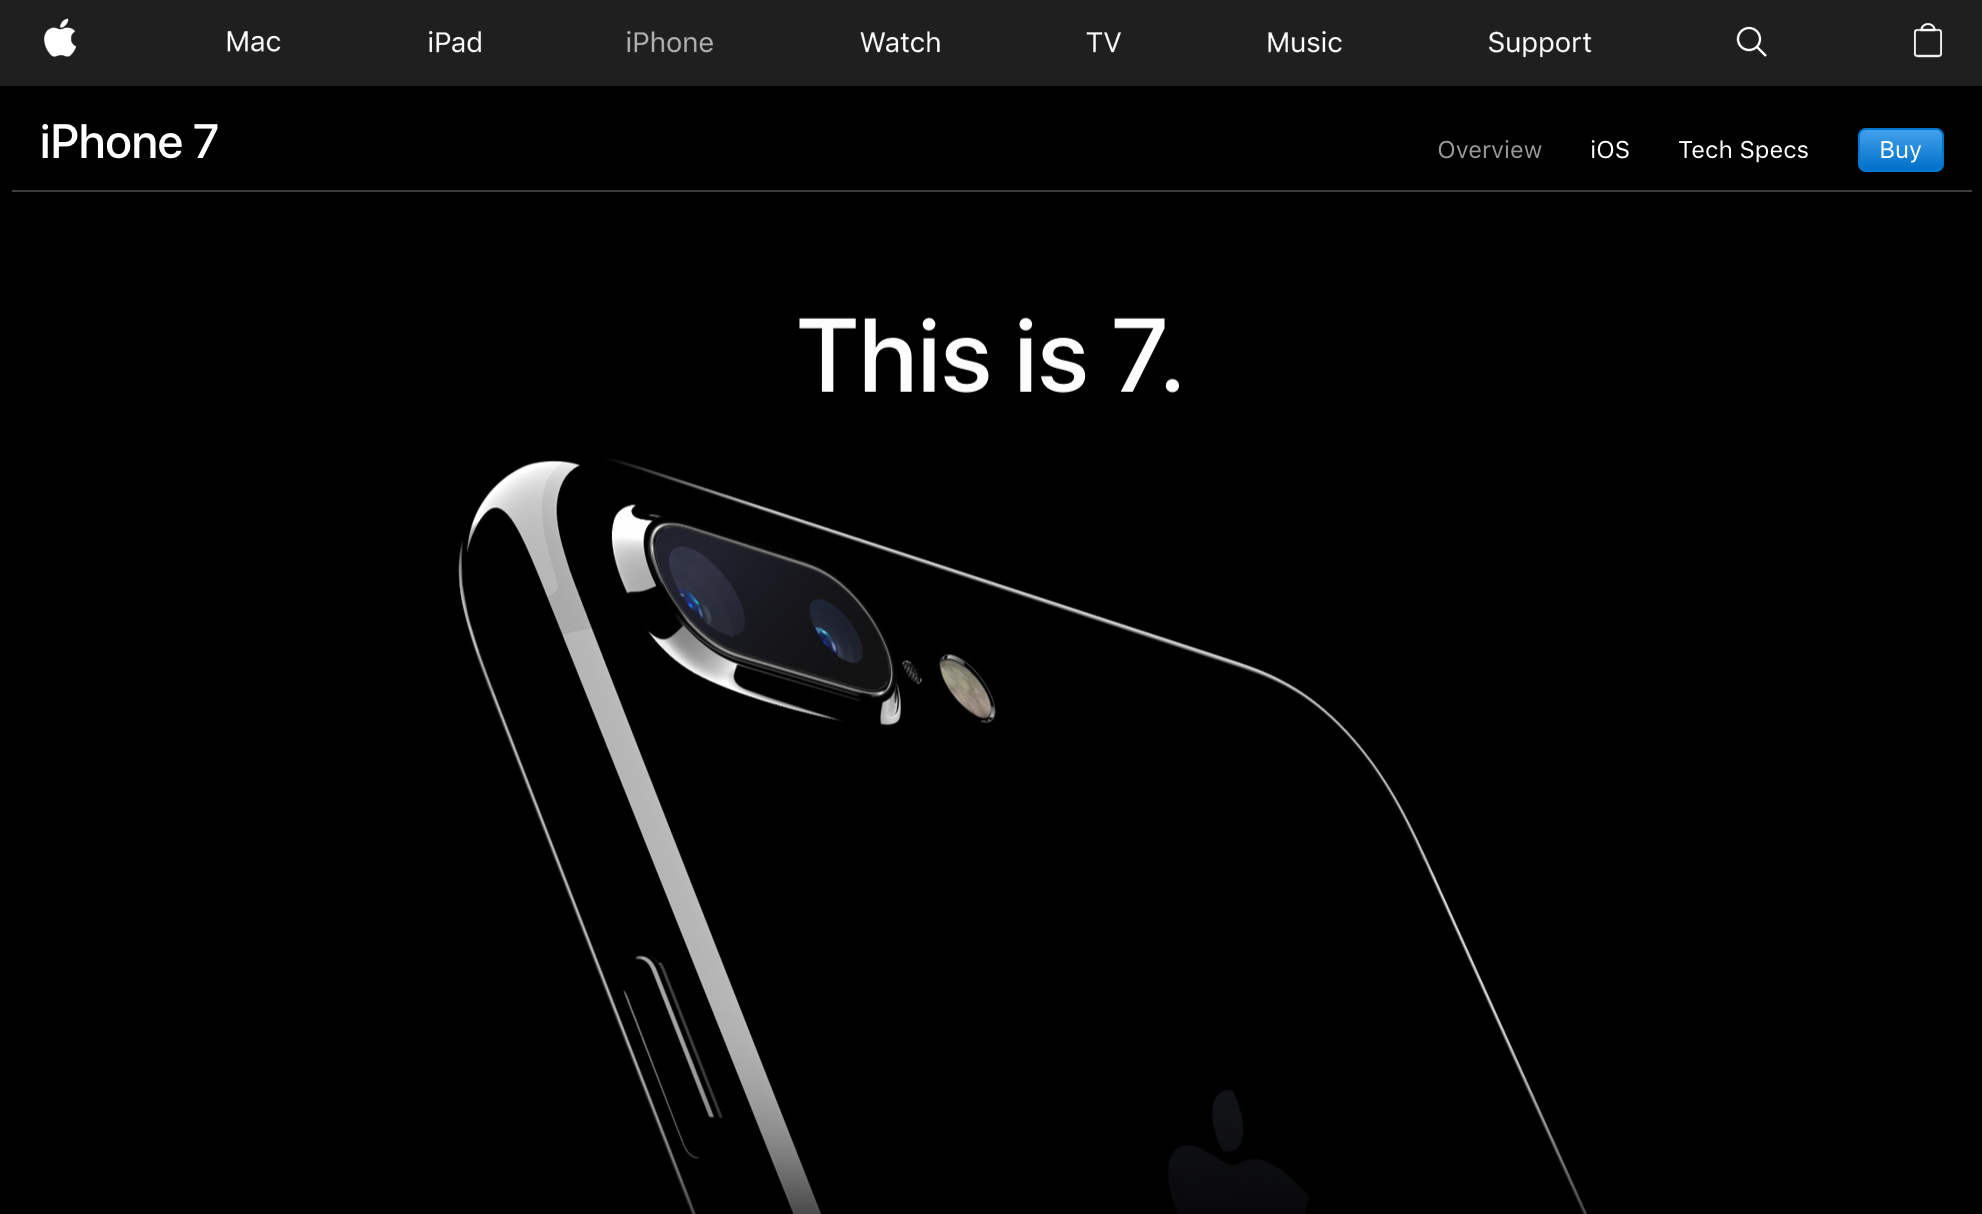 Mac iPad iPhone Watch TV Music Support
iPhone 7
Overview iOS Tech Specs Buy
This is 7.